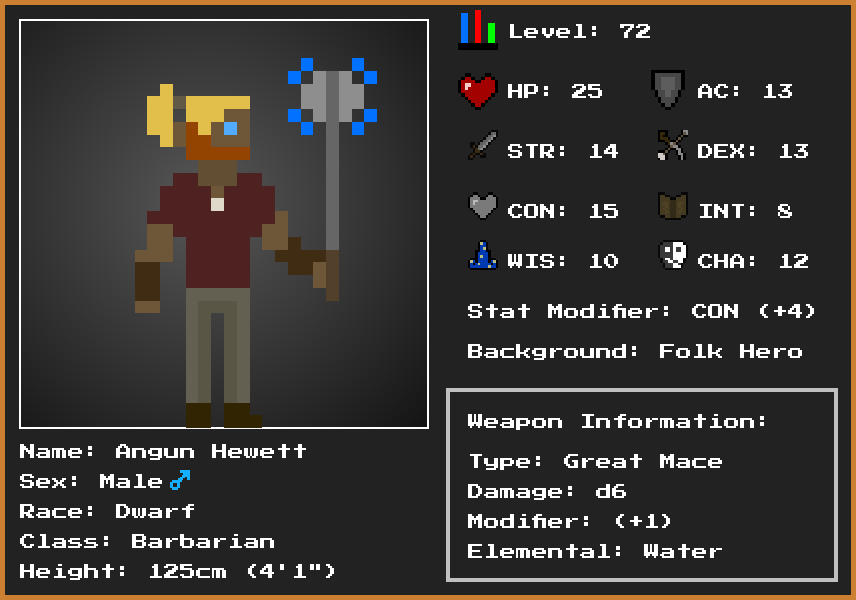 Level: 72
HP: 25
AC: 13
STR: 14
DEX: 13
CON: 15
INT: 8
WIS: 10
CHA: 12
Stat Modifier: CON (+4)
Background: Folk Hero
Weapon Information:
Type: Great Mace
Damage: d6
Modifier: (+1)
Elemental: Water
Name: Angun Hewett
Sex: Male ♂
Race: Dwarf
Class: Barbarian
Height: 125cm (4'1")